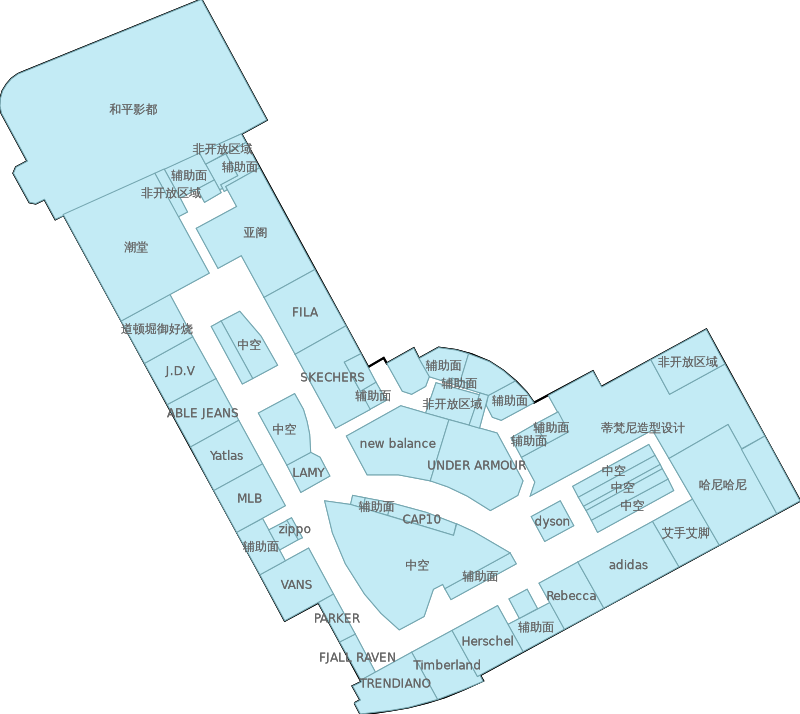 和平影都
非开放区域
辅助面
辅助面
非开放区域
亚阁
潮堂
FILA
道顿堀御好烧
中空
J.D.V
SKECHERS
辅助面
辅助面
辅助面
非开放区域
辅助面
非开放区域
ABLE JEANS
中空
new balance
辅助面
辅助面
蒂梵尼造型设计
Yatlas
UNDER ARMOUR
LAMY
中空
中空
中空
哈尼哈尼
MLB
辅助面
CAP10
dyson
zippo
艾手艾脚
辅助面
中空
adidas
辅助面
VANS
Rebecca
PARKER
辅助面
Herschel
FJALL RAVEN
Timberland
TRENDIANO